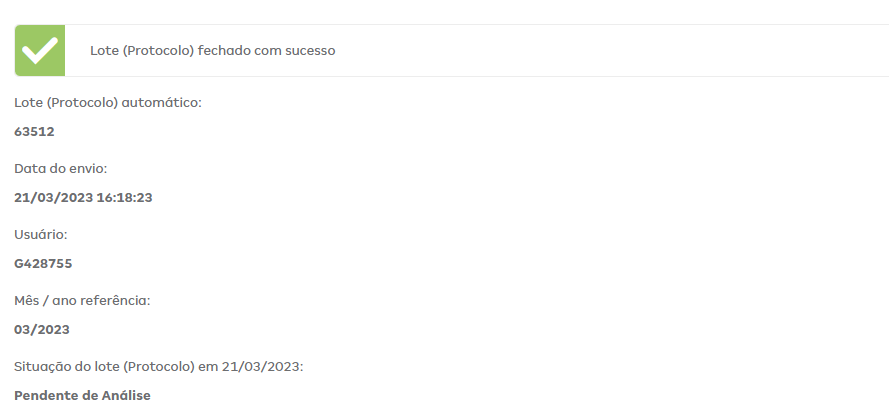 Lote (Protocolo) fechado com sucesso
Lote (Protocolo) automático:
63512
Data do envio:
21/03/2023 16:18:23
Usuário:
G428755
Mês / ano referência:
03/2023
Situação do lote (Protocolo) em 21/03/2023:
Pendente de Análise